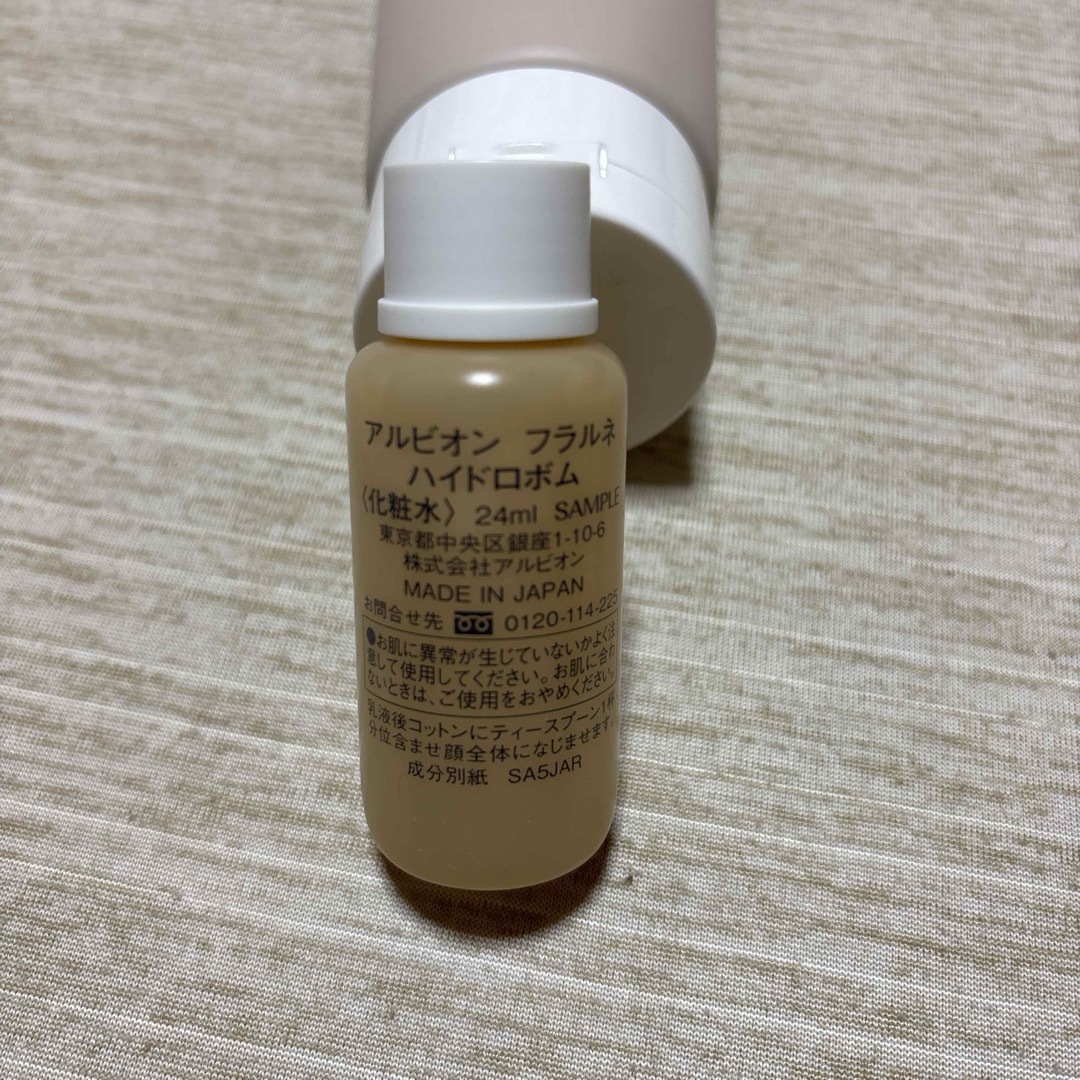 アルビオン フラルネ
ハイドロボム
〈化粧水〉 24ml SAMPLE
東京都中央区銀座1-10-6
株式会社アルビオン
MADE IN JAPAN
お問合せ先 0120-114-225
●お肌に異常が生じていないかよく注
意して使用してください。お肌に合わ
ないときは、ご使用をおやめください。
乳液後コットンにティースプーン1杯
分位含ませ顔全体になじませます。
成分別紙 SA5JAR